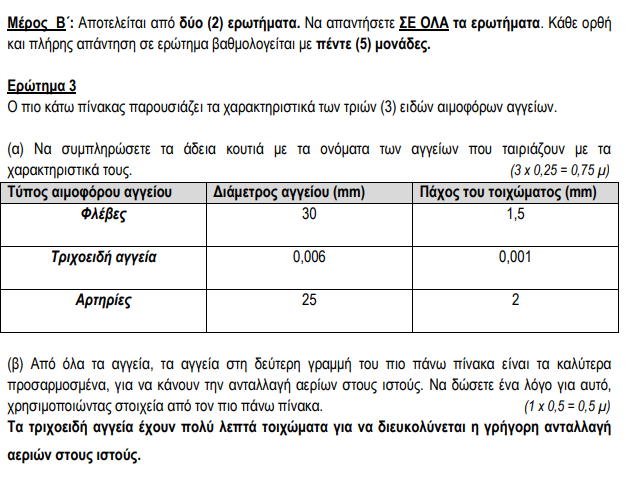 Μέρος Β΄: Αποτελείται από δύο (2) ερωτήματα. Να απαντήσετε ΣΕ ΟΛΑ τα ερωτήματα. Κάθε ορθή
και πλήρης απάντηση σε ερώτημα βαθμολογείται με πέντε (5) μονάδες.
Ερώτημα 3
Ο πιο κάτω πίνακας παρουσιάζει τα χαρακτηριστικά των τριών (3) ειδών αιμοφόρων αγγείων.
(α) Να συμπληρώσετε τα άδεια κουτιά με τα ονόματα των αγγείων που ταιριάζουν με τα
χαρακτηριστικά τους. (3 x 0,25 = 0,75 μ)
Τύπος αιμοφόρου αγγείου Διάμετρος αγγείου (mm) Πάχος του τοιχώματος (mm)
Φλέβες 30 1,5
Τριχοειδή αγγεία 0,006 0,001
Αρτηρίες 25 2
(β) Από όλα τα αγγεία, τα αγγεία στη δεύτερη γραμμή του πιο πάνω πίνακα είναι τα καλύτερα
προσαρμοσμένα, για να κάνουν την ανταλλαγή αερίων στους ιστούς. Να δώσετε ένα λόγο για αυτό,
χρησιμοποιώντας στοιχεία από τον πιο πάνω πίνακα. (1 x 0,5 = 0,5 μ)
Τα τριχοειδή αγγεία έχουν πολύ λεπτά τοιχώματα για να διευκολύνεται η γρήγορη ανταλλαγή
αεριών στους ιστούς.